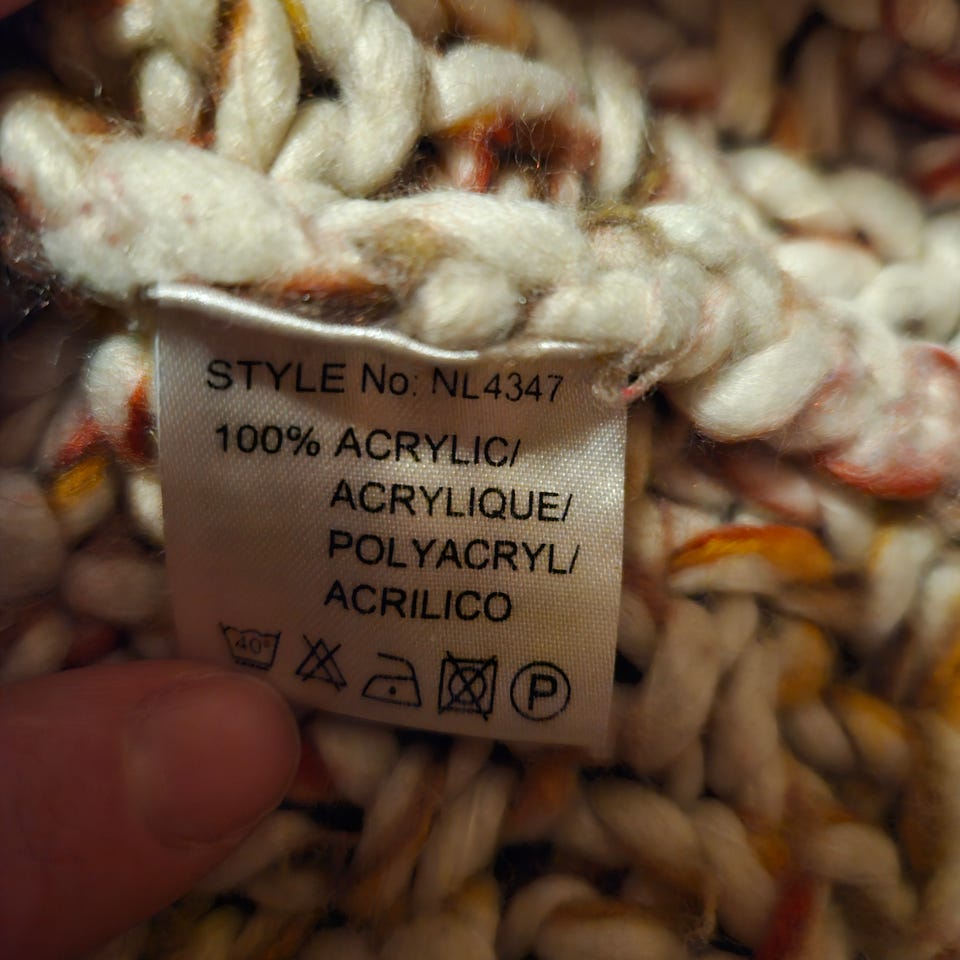 STYLE No: NL4347
100% ACRYLIC/
ACRYLIQUE/
POLYACRYL/
ACRILICO
40° P